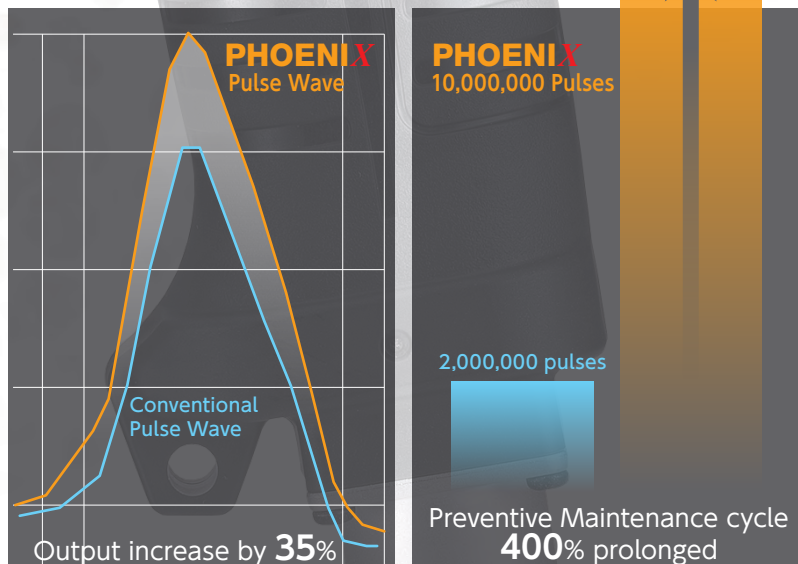 PHOENIX
Pulse Wave
Conventional
Pulse Wave
Output increase by 35%
PHOENIX
10,000,000 Pulses
2,000,000 pulses
Preventive Maintenance cycle
400% prolonged